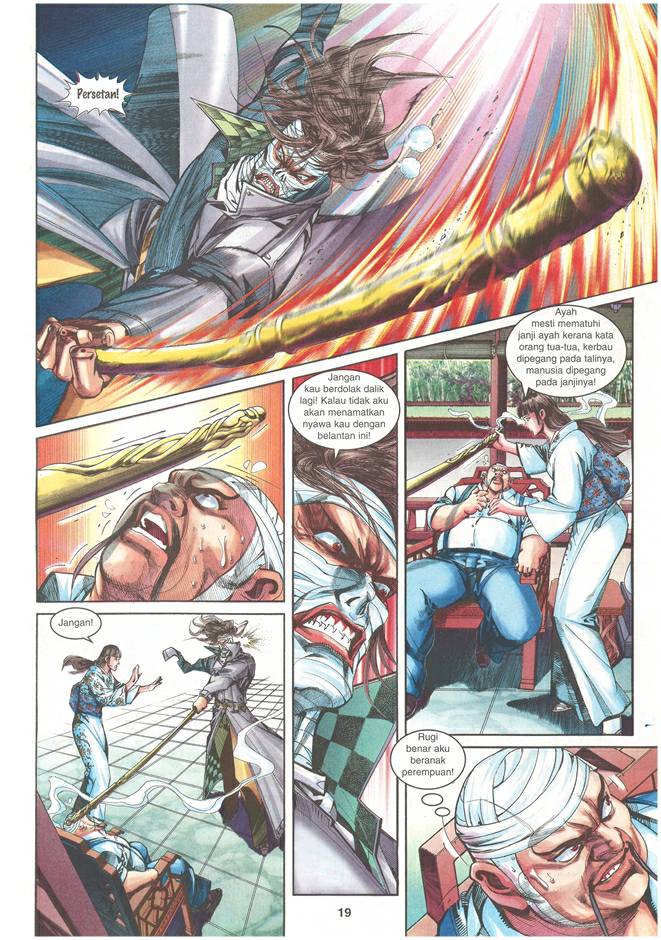 Persetan!
Jangan
kau berdolak dalik
lagi! Kalau tidak aku
akan menamatkan
nyawa kau dengan
belantan ini!
Ayah
mesti mematuhi
janji ayah kerana kata
orang tua-tua, kerbau
dipegang pada talinya,
manusia dipegang
pada janjinya!
Jangan!
Rugi
benar aku
beranak
perempuan!
19